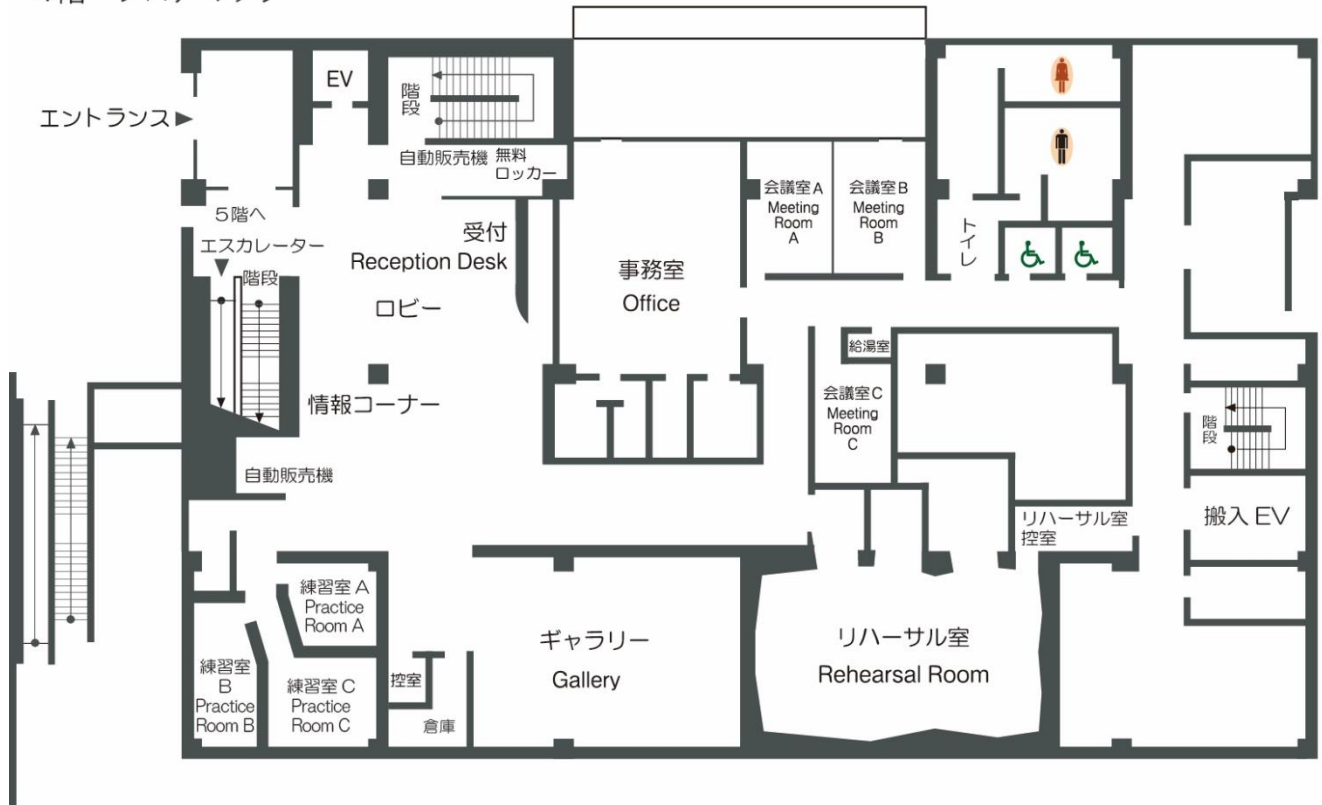 エントランス
EV
階段
自動販売機
無料
ロッカー
5階へ
エスカレーター
階段
受付
Reception Desk
ロビー
情報コーナー
自動販売機
事務室
Office
会議室A
Meeting
Room
A
会議室B
Meeting
Room
B
トイレ
給湯室
会議室C
Meeting
Room
C
階段
搬入EV
リハーサル室
控室
練習室A
Practice
Room A
練習室
B
Practice
Room B
練習室C
Practice
Room C
控室
倉庫
ギャラリー
Gallery
リハーサル室
Rehearsal Room